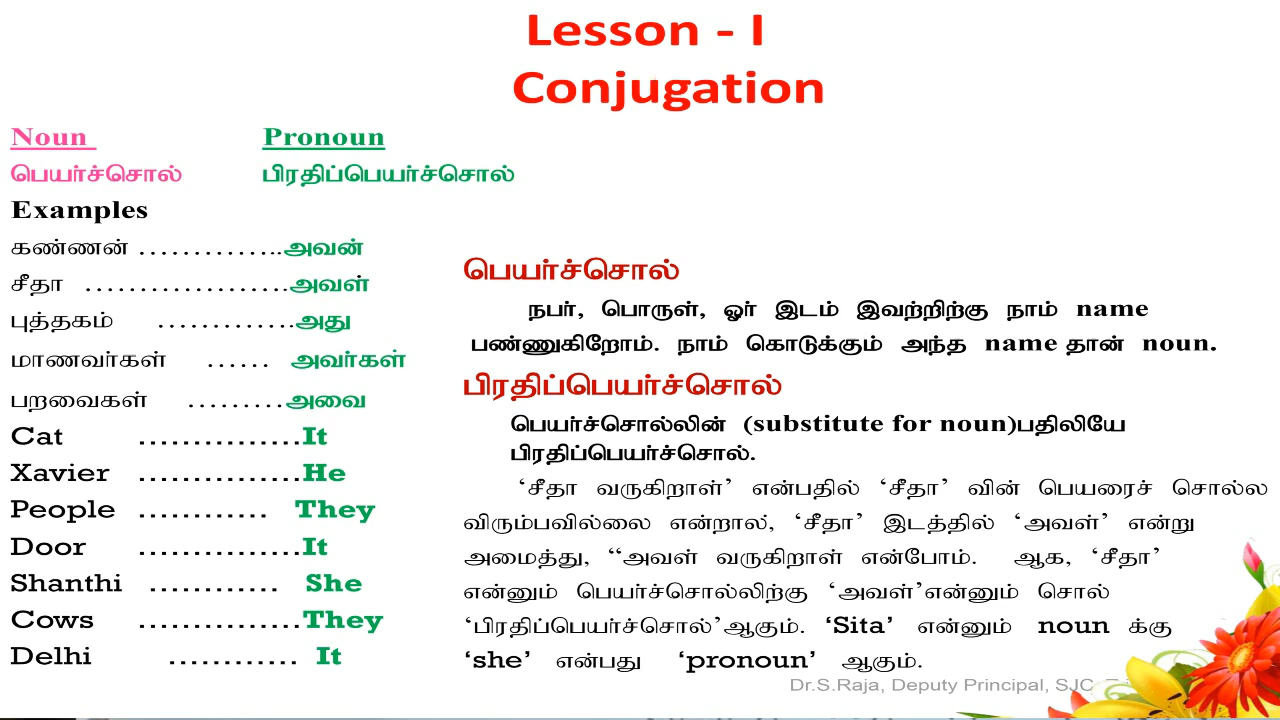 Lesson - I
Conjugation
Noun Pronoun
பெயர்ச்சொல் பிரதிப்பெயர்ச்சொல்
Examples
கண்ணன் …………..அவன்
சீதா ……………….அவள்
புத்தகம் ………….அது
மாணவர்கள் …… அவர்கள்
பறவைகள் ………அவை
Cat ……………It
Xavier ……………He
People ………… They
Door ……………It
Shanthi ………… She
Cows ……………They
Delhi ………… It
பெயர்ச்சொல்
நபர், பொருள், ஓர் இடம் இவற்றிற்கு நாம் name
பண்ணுகிறோம். நாம் கொடுக்கும் அந்த name தான் noun.
பிரதிப்பெயர்ச்சொல்
பெயர்ச்சொல்லின் (substitute for noun)பதிலியே
பிரதிப்பெயர்ச்சொல்.
‘சீதா வருகிறாள்’ என்பதில் ‘சீதா’ வின் பெயரைச் சொல்ல
விரும்பவில்லை என்றால், ‘சீதா’ இடத்தில் ‘அவள்’ என்று
அமைத்து, “அவள் வருகிறாள் என்போம். ஆக, ‘சீதா’
என்னும் பெயர்ச்சொல்லிற்கு ‘அவள்’என்னும் சொல்
‘பிரதிப்பெயர்ச்சொல்’ஆகும். ‘Sita’ என்னும் noun க்கு
‘she’ என்பது ‘pronoun’ ஆகும்.
Dr.S.Raja, Deputy Principal, SJC